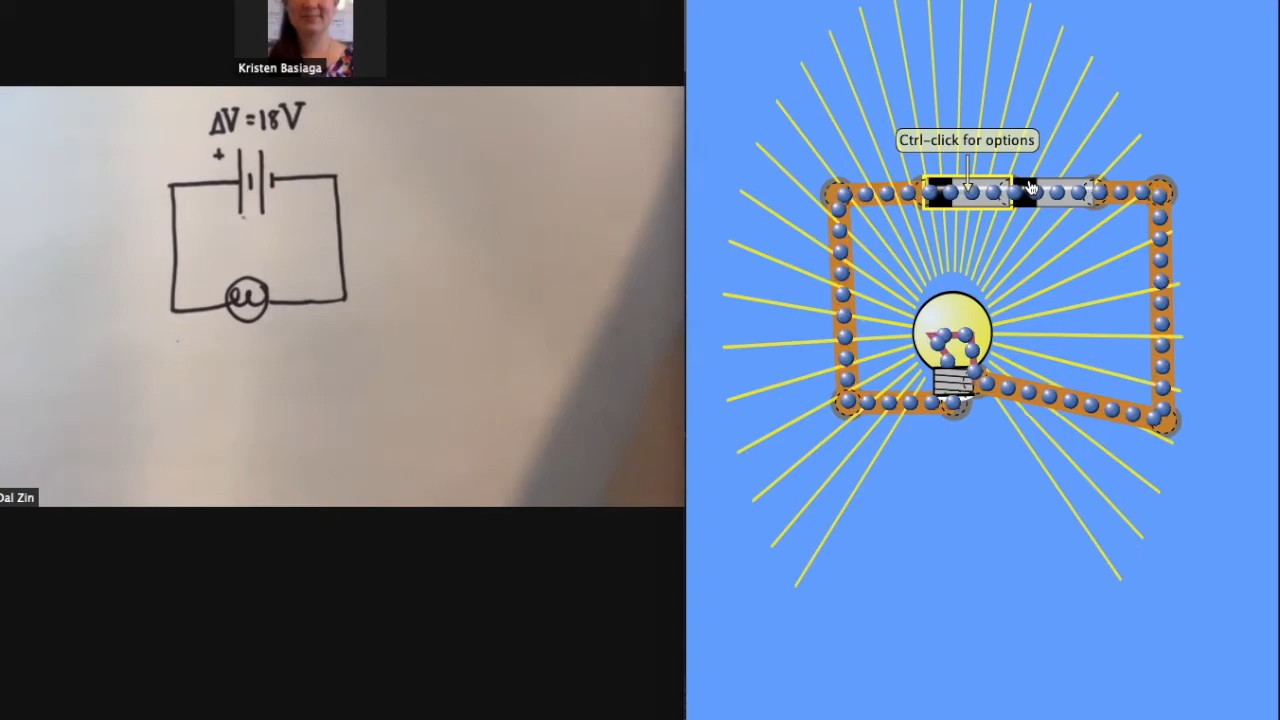 Kristen Basiaga
ΔV = 18V
+
Ctrl-click for options
Dal Zin